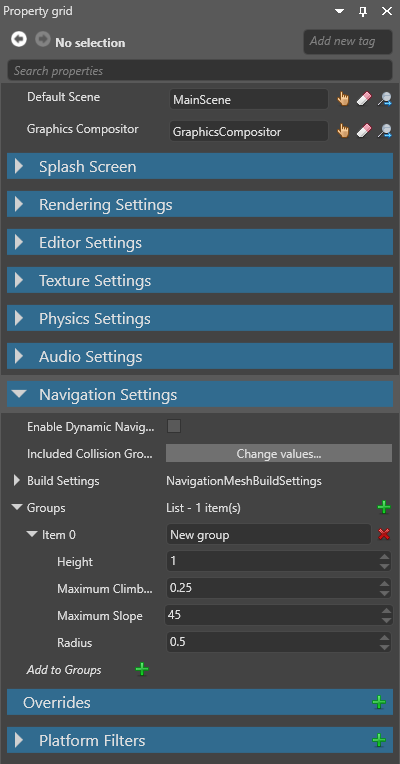 Property grid
No selection
Add new tag
Search properties
Default Scene MainScene
Graphics Compositor GraphicsCompositor
Splash Screen
Rendering Settings
Editor Settings
Texture Settings
Physics Settings
Audio Settings
Navigation Settings
Enable Dynamic Navig...
Included Collision Gro... Change values...
Build Settings NavigationMeshBuildSettings
Groups List - 1 item(s)
Item 0 New group
Height 1
Maximum Climb... 0.25
Maximum Slope 45
Radius 0.5
Add to Groups
Overrides
Platform Filters